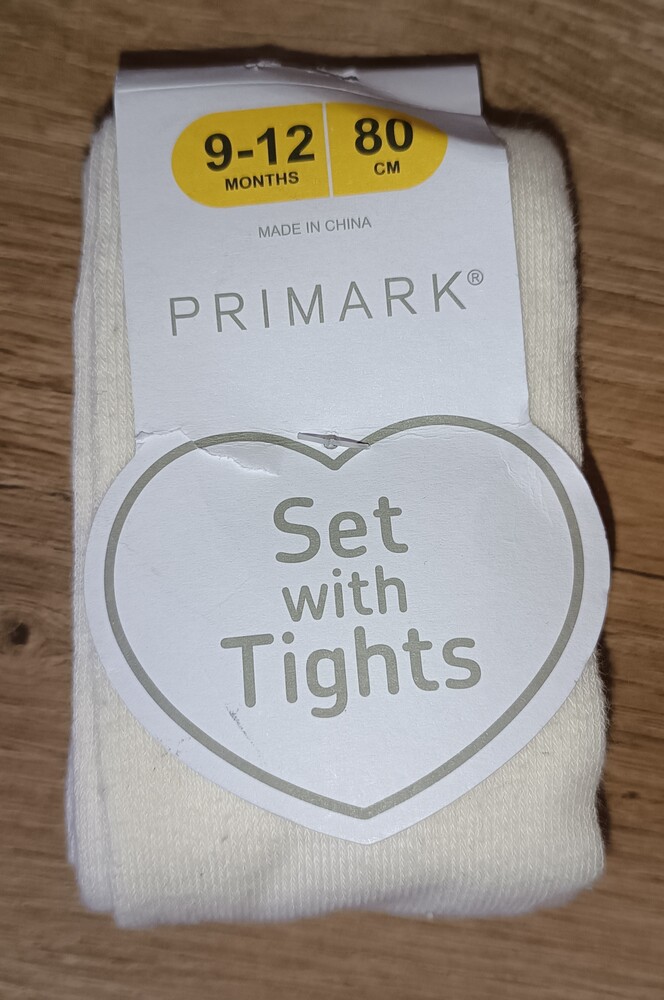 9-12 80
MONTHS CM
MADE IN CHINA
PRIMARK®
Set
with
Tights